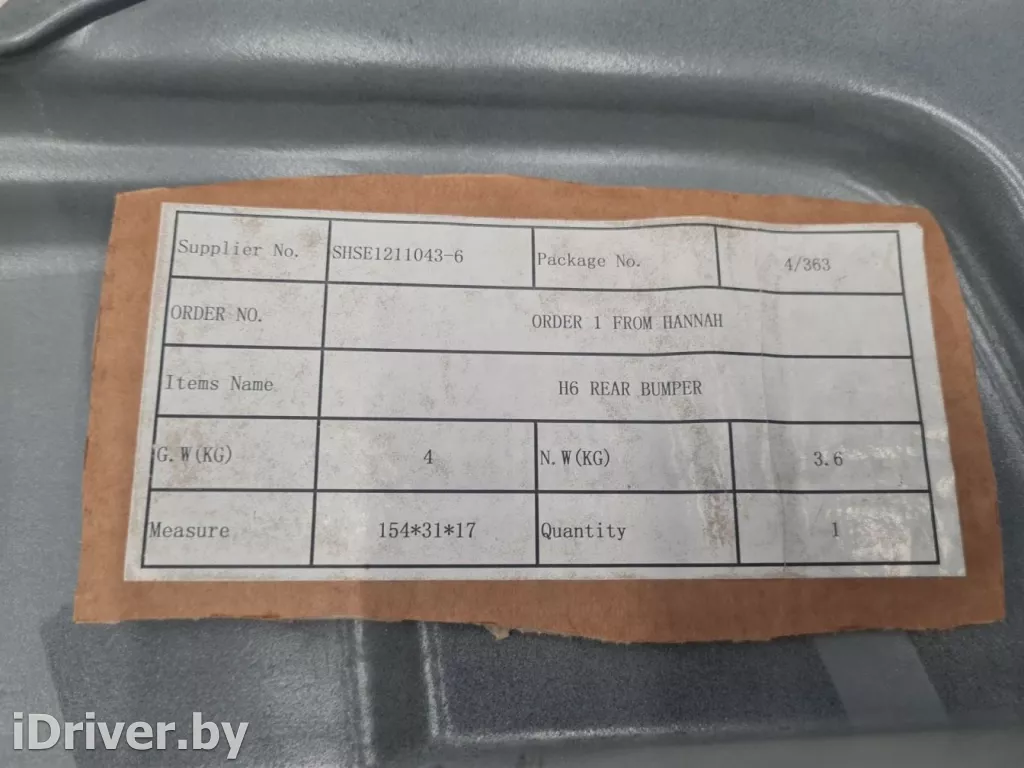 Supplier No. SHSE1211043-6 Package No. 4/363
ORDER NO. ORDER 1 FROM HANNAH
Items Name H6 REAR BUMPER
G.W(KG) 4 N.W(KG) 3.6
Measure 154*31*17 Quantity 1
iDriver.by